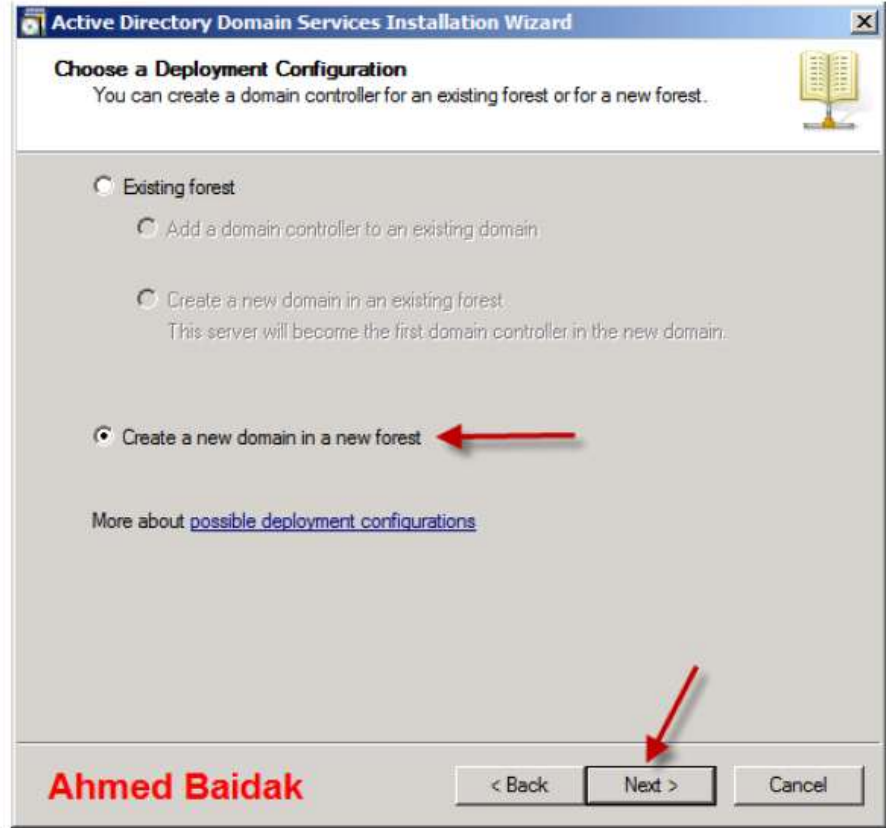 Active Directory Domain Services Installation Wizard
Choose a Deployment Configuration
You can create a domain controller for an existing forest or for a new forest.
Existing forest
Add a domain controller to an existing domain
Create a new domain in an existing forest
This server will become the first domain controller in the new domain.
Create a new domain in a new forest
More about possible deployment configurations
Ahmed Baidak
< Back Next > Cancel